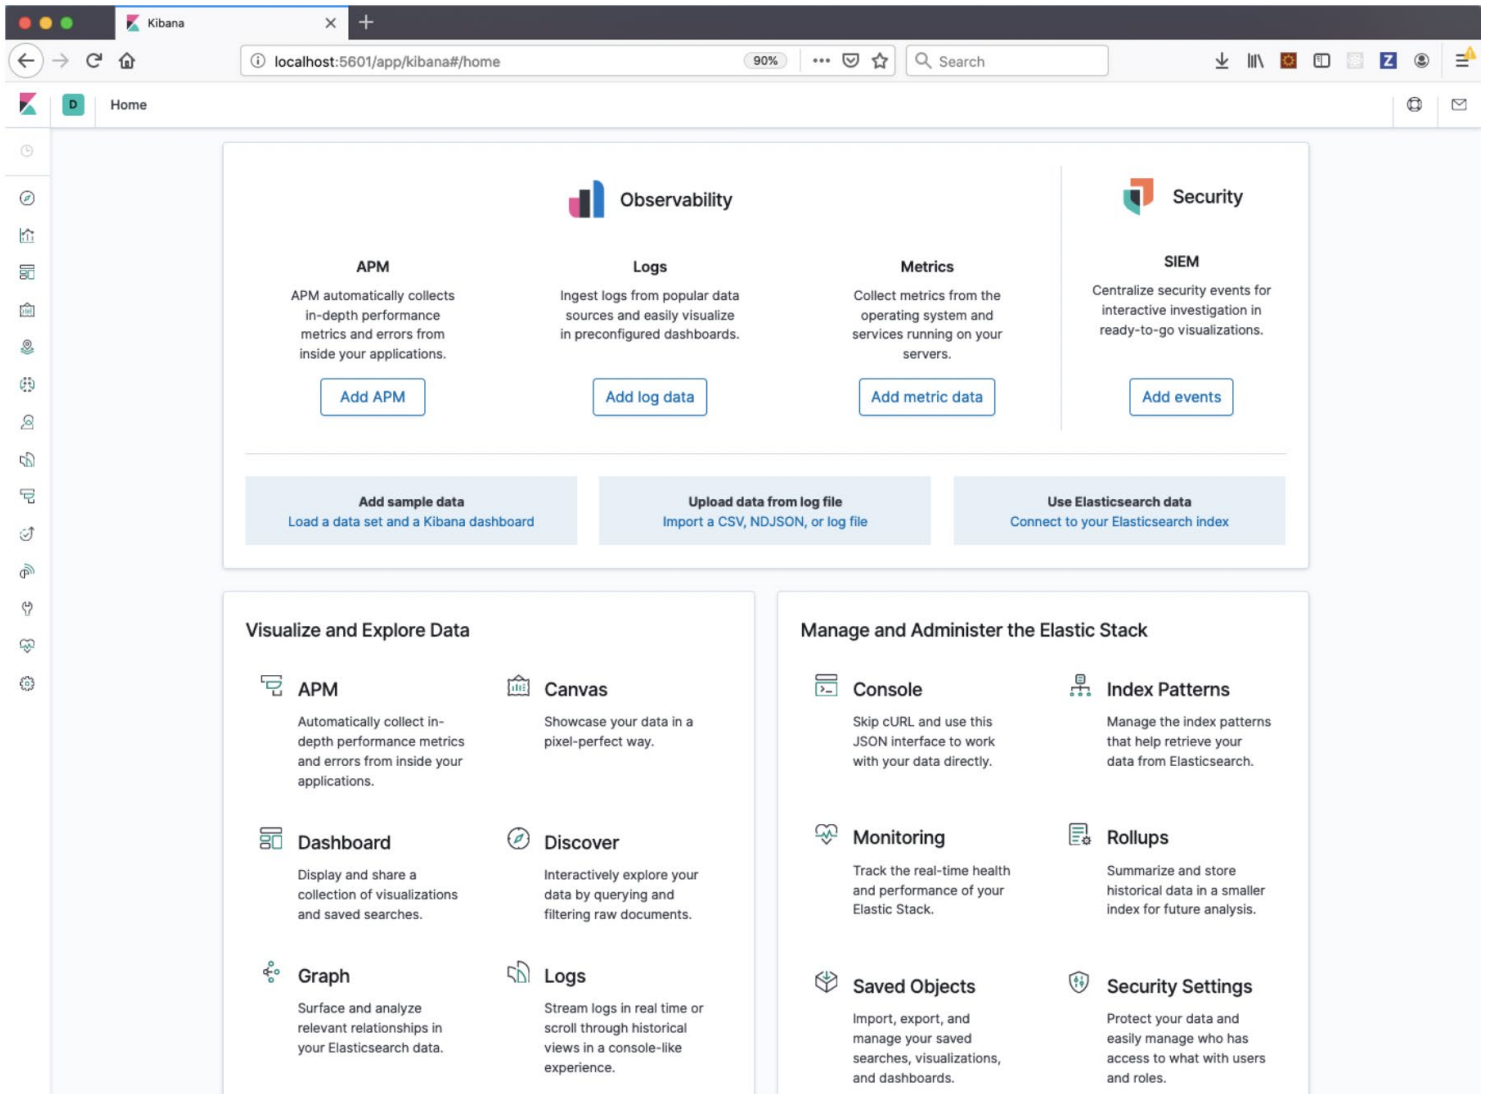 Kibana
localhost:5601/app/kibana#/home
90%
Search
Z
D
Home
Observability
Security
APM
APM automatically collects
in-depth performance
metrics and errors from
inside your applications.
Add APM
Logs
Ingest logs from popular data
sources and easily visualize
in preconfigured dashboards.
Add log data
Metrics
Collect metrics from the
operating system and
services running on your
servers.
Add metric data
SIEM
Centralize security events for
interactive investigation in
ready-to-go visualizations.
Add events
Add sample data
Load a data set and a Kibana dashboard
Upload data from log file
Import a CSV, NDJSON, or log file
Use Elasticsearch data
Connect to your Elasticsearch index
Visualize and Explore Data
APM
Automatically collect in-
depth performance metrics
and errors from inside your
applications.
Canvas
Showcase your data in a
pixel-perfect way.
Dashboard
Display and share a
collection of visualizations
and saved searches.
Discover
Interactively explore your
data by querying and
filtering raw documents.
Graph
Surface and analyze
relevant relationships in
your Elasticsearch data.
Logs
Stream logs in real time or
scroll through historical
views in a console-like
experience.
Manage and Administer the Elastic Stack
Console
Skip cURL and use this
JSON interface to work
with your data directly.
Index Patterns
Manage the index patterns
that help retrieve your
data from Elasticsearch.
Monitoring
Track the real-time health
and performance of your
Elastic Stack.
Rollups
Summarize and store
historical data in a smaller
index for future analysis.
Saved Objects
Import, export, and
manage your saved
searches, visualizations,
and dashboards.
Security Settings
Protect your data and
easily manage who has
access to what with users
and roles.